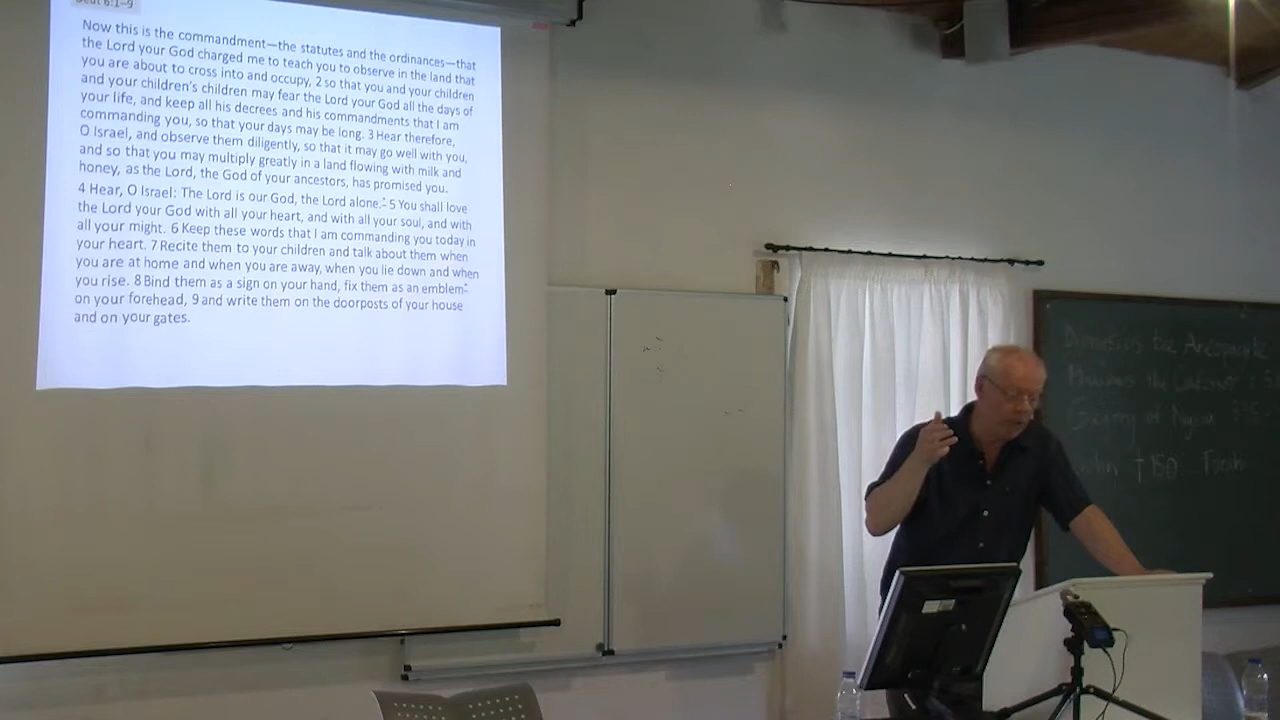 Deut 6:1–9
Now this is the commandment—the statutes and the ordinances—that
the Lord your God charged me to teach you to observe in the land that
you are about to cross into and occupy, 2 so that you and your children
and your children's children may fear the Lord your God all the days of
your life, and keep all his decrees and his commandments that I am
commanding you, so that your days may be long. 3 Hear therefore,
O Israel, and observe them diligently, so that it may go well with you,
and so that you may multiply greatly in a land flowing with milk and
honey, as the Lord, the God of your ancestors, has promised you.
4 Hear, O Israel: The Lord is our God, the Lord alone. 5 You shall love
the Lord your God with all your heart, and with all your soul, and with
all your might. 6 Keep these words that I am commanding you today in
your heart. 7 Recite them to your children and talk about them when
you are at home and when you are away, when you lie down and when
you rise. 8 Bind them as a sign on your hand, fix them as an emblem
on your forehead, 9 and write them on the doorposts of your house
and on your gates.
Dionysius the Areopagite
Maximus the
Gregory of Nyssa